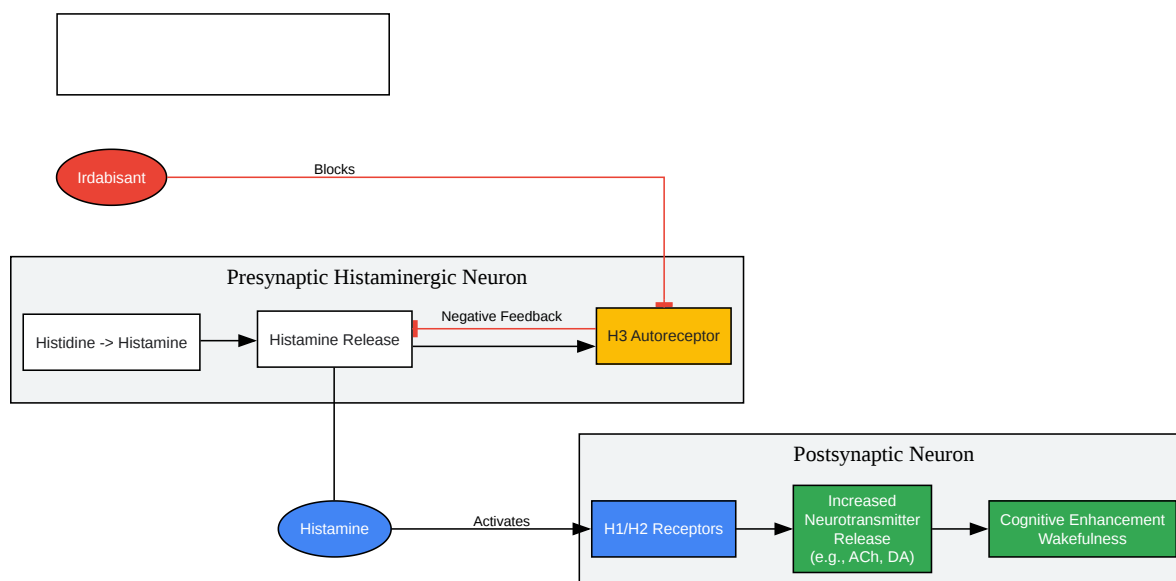 Irdabisant
Blocks
Presynaptic Histaminergic Neuron
Histidine -> Histamine
Histamine Release
Negative Feedback
H3 Autoreceptor
Postsynaptic Neuron
Histamine
Activates
H1/H2 Receptors
Increased
Neurotransmitter
Release
(e.g., ACh, DA)
Cognitive Enhancement
Wakefulness